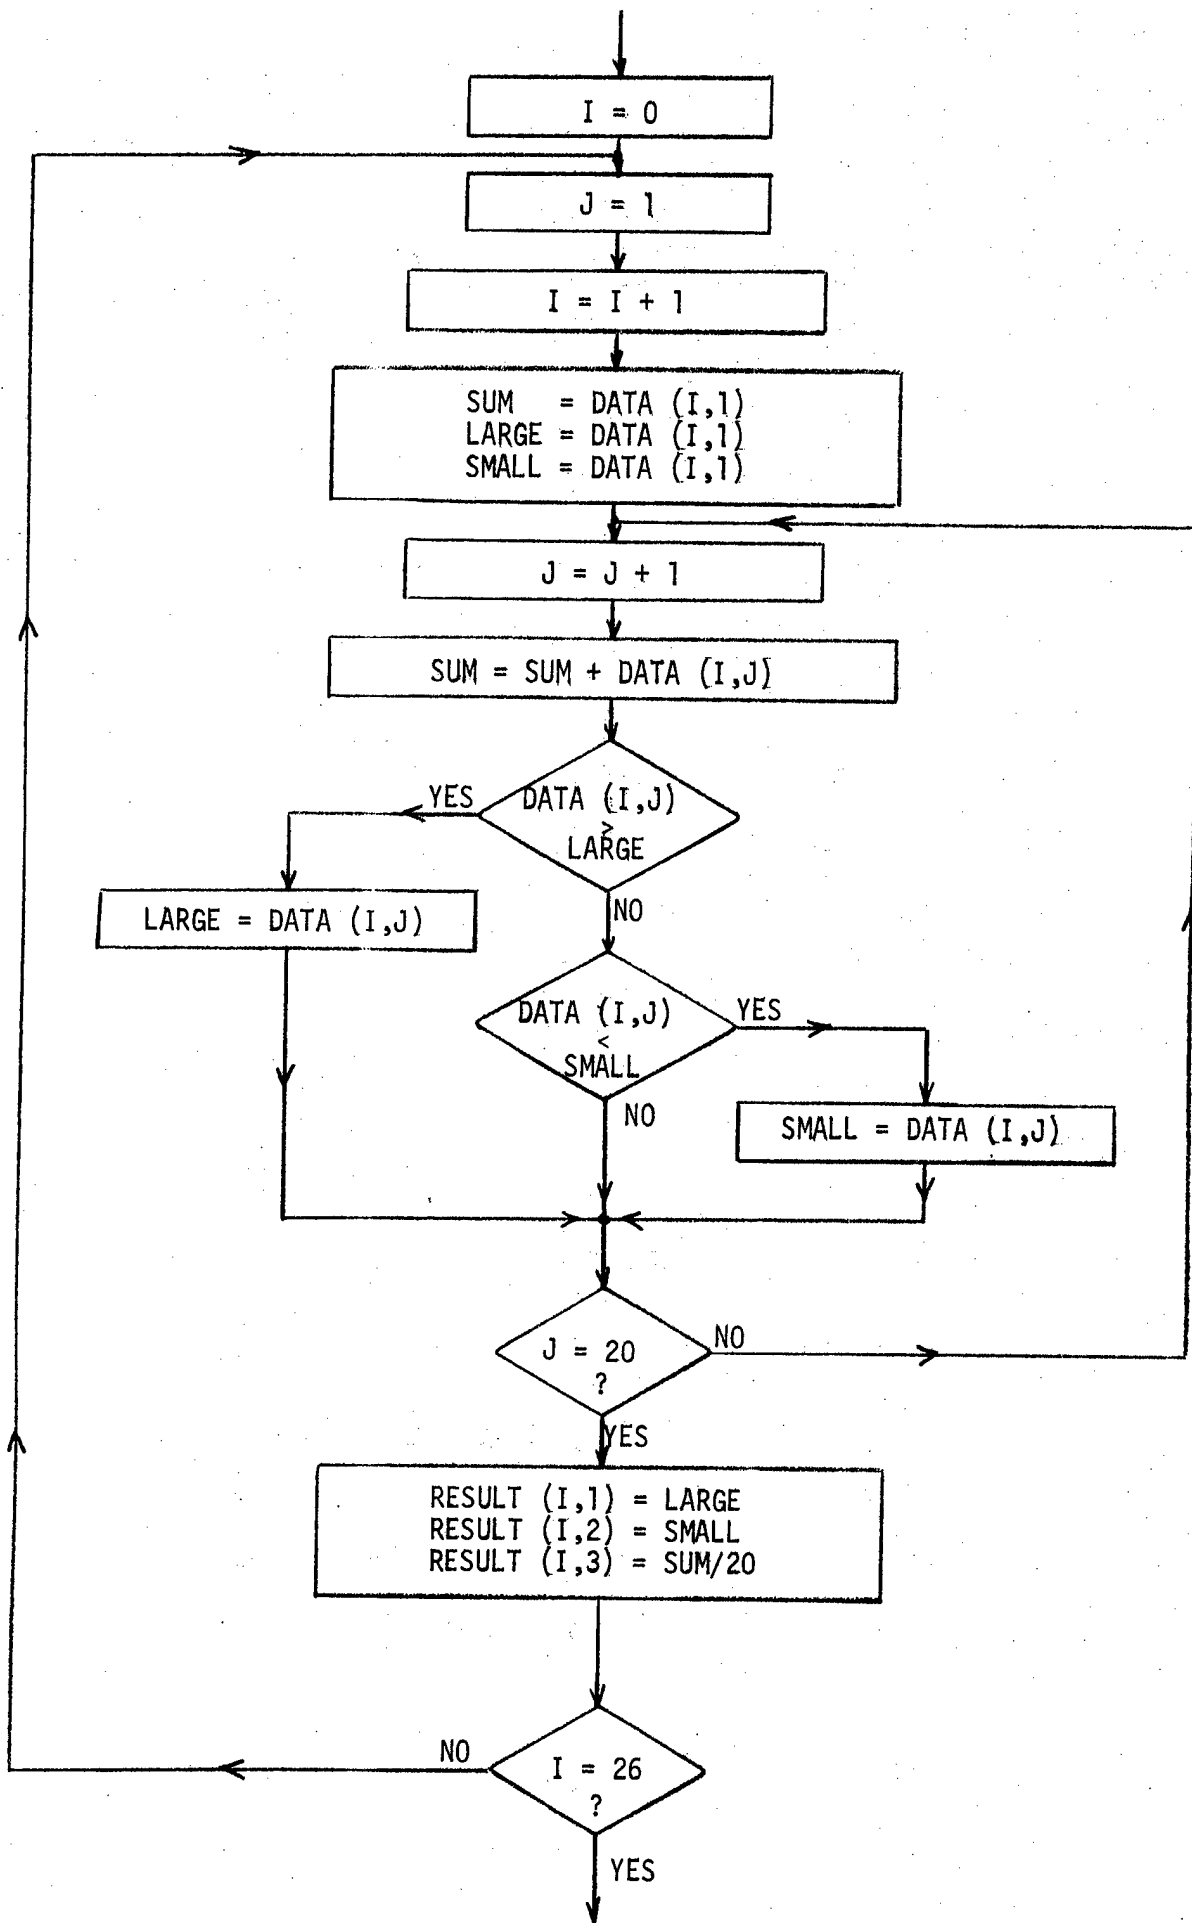 I = 0
J = 1
I = I + 1
SUM = DATA (I,1)
LARGE = DATA (I,1)
SMALL = DATA (I,1)
J = J + 1
SUM = SUM + DATA (I,J)
YES
DATA (I,J)
>
LARGE
NO
LARGE = DATA (I,J)
DATA (I,J)
<
SMALL
YES
NO
SMALL = DATA (I,J)
J = 20
?
NO
YES
RESULT (I,1) = LARGE
RESULT (I,2) = SMALL
RESULT (I,3) = SUM/20
NO
I = 26
?
YES